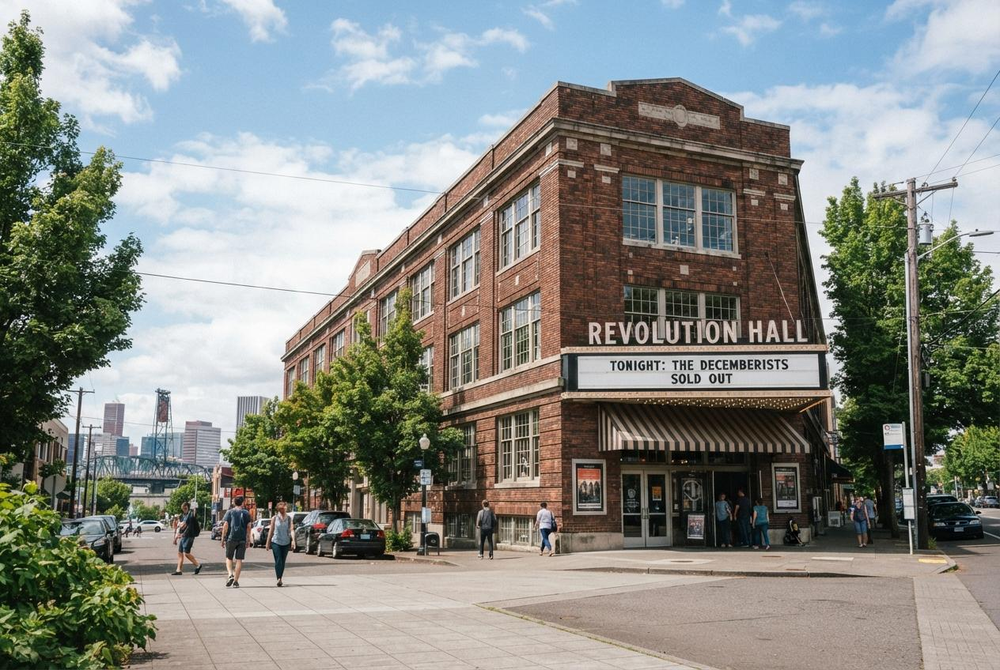 REVOLUTION HALL
TONIGHT: THE DECEMBERISTS
SOLD OUT